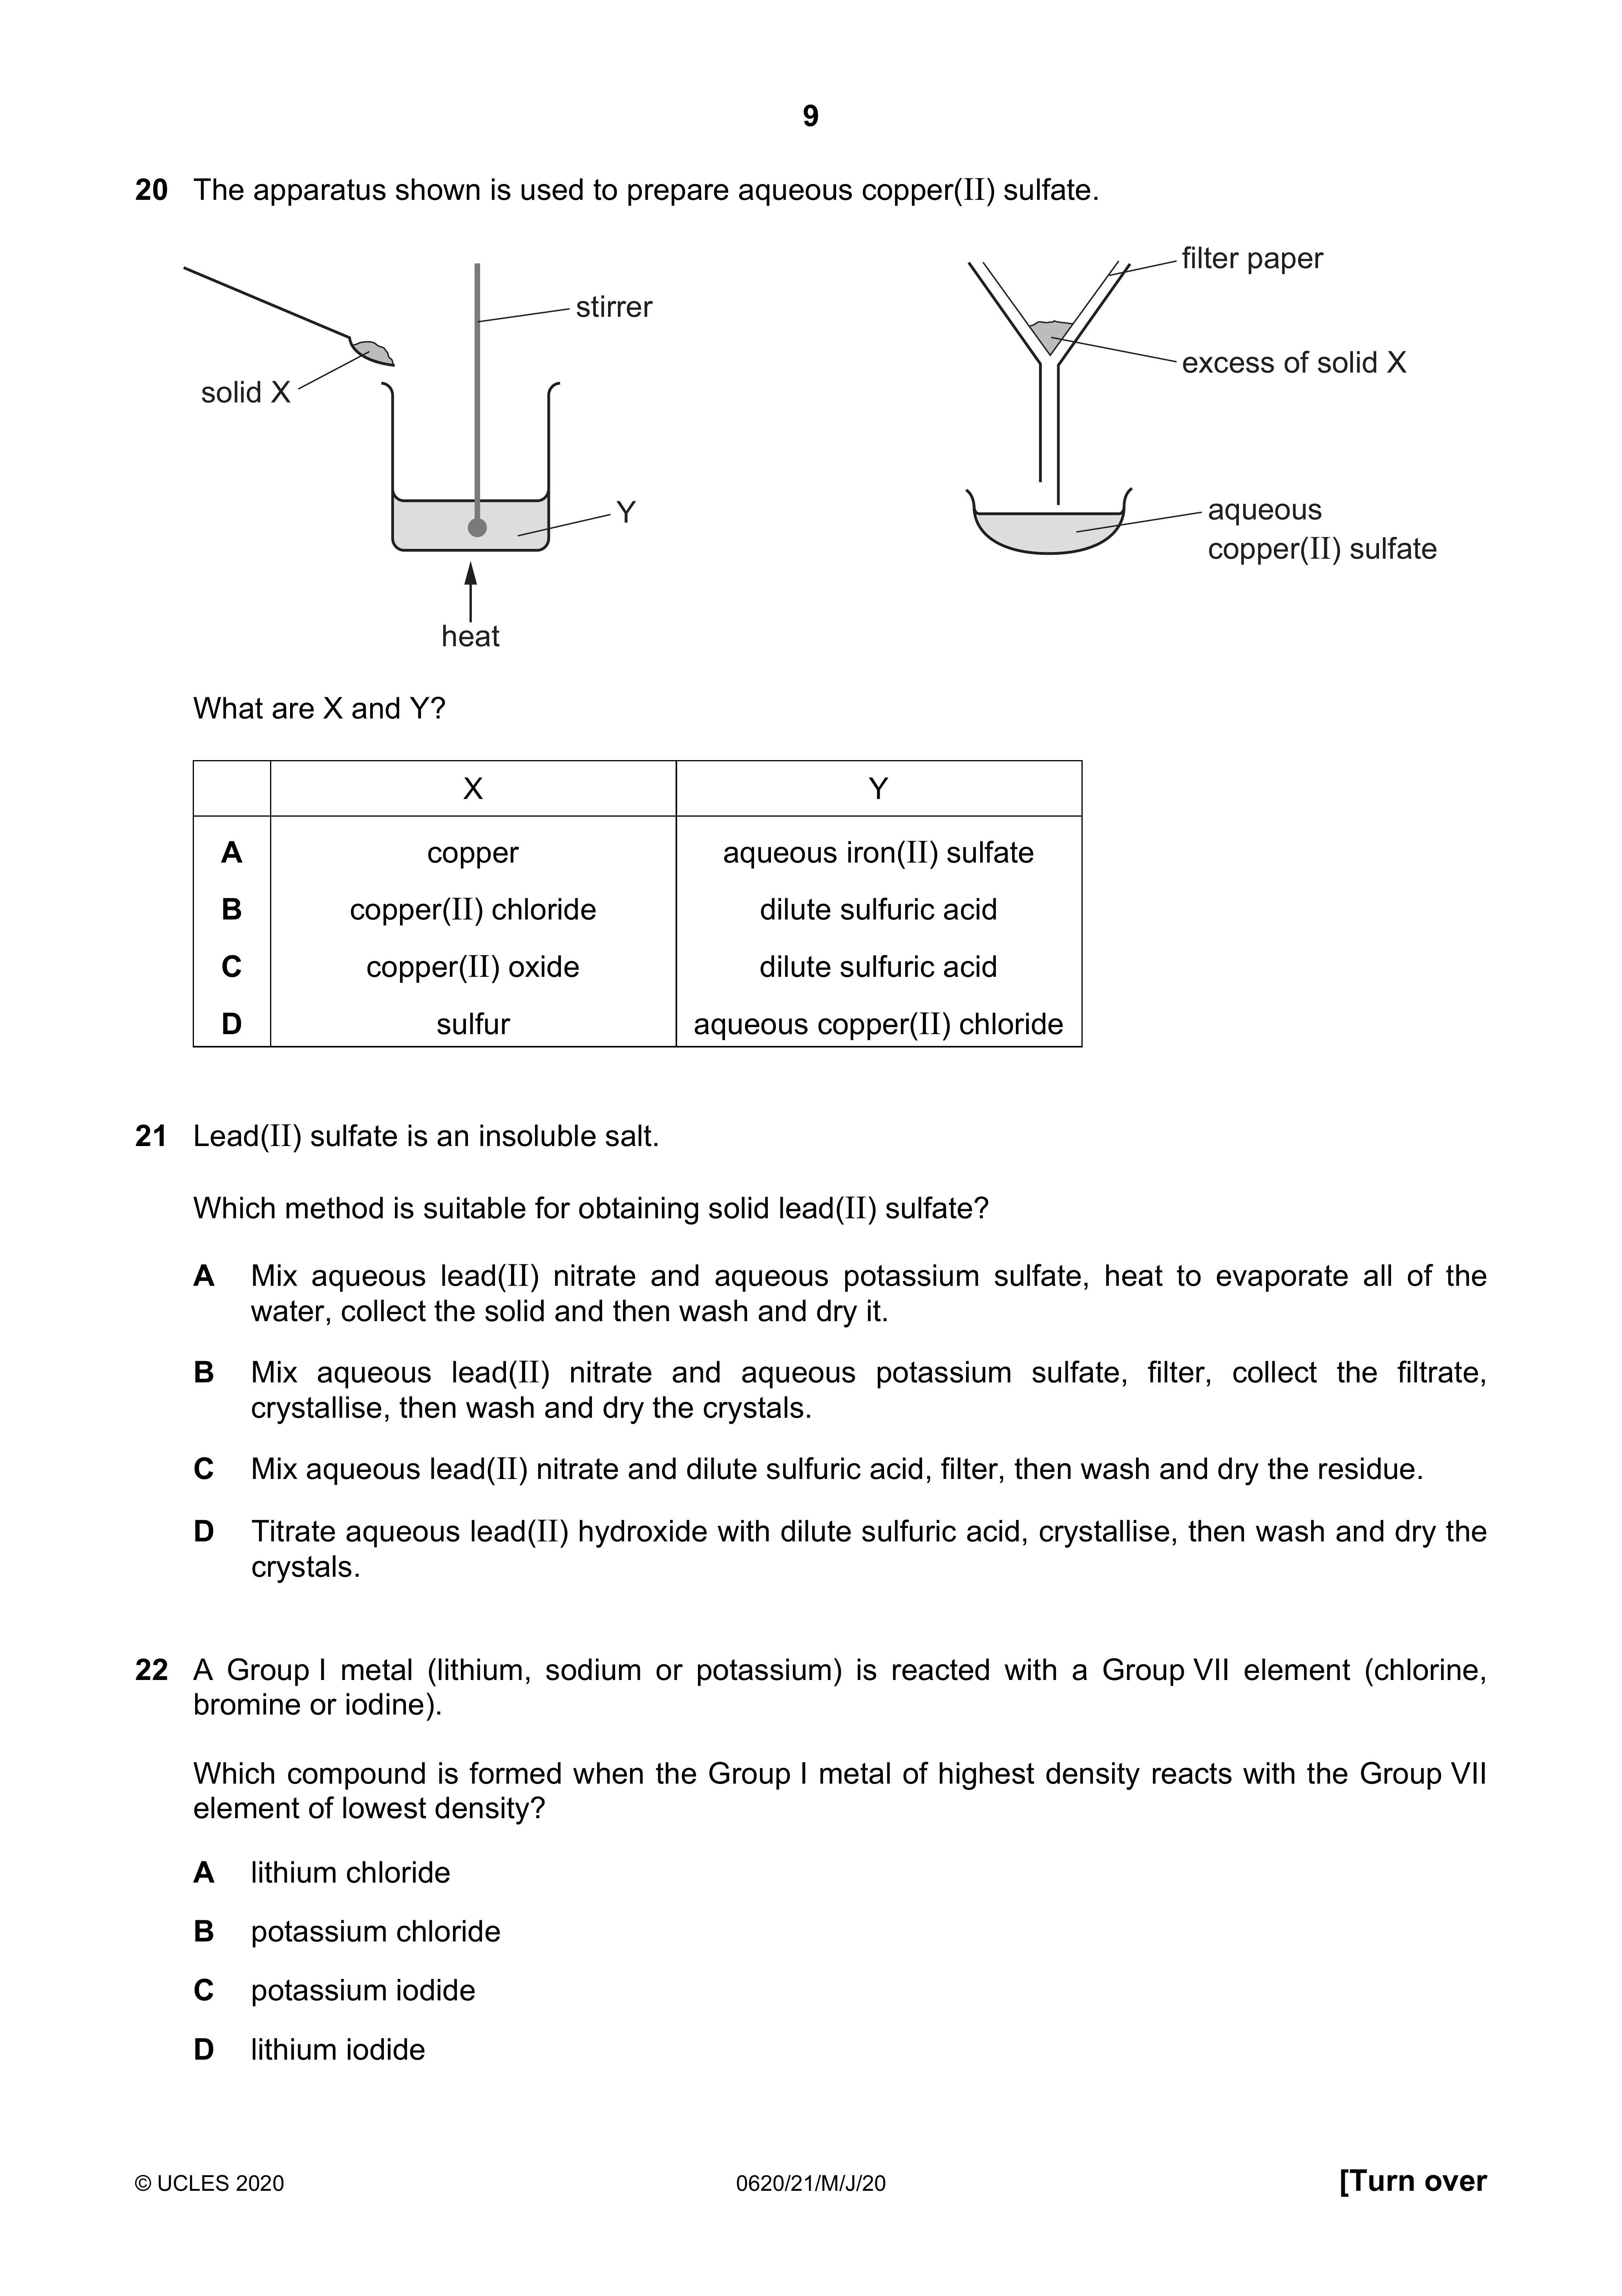 9
20 The apparatus shown is used to prepare aqueous copper(II) sulfate.
filter paper
stirrer
excess of solid X
solid X
Y
aqueous
copper(II) sulfate
heat
What are X and Y?
X Y
A copper aqueous iron(II) sulfate
B copper(II) chloride dilute sulfuric acid
C copper(II) oxide dilute sulfuric acid
D sulfur aqueous copper(II) chloride
21 Lead(II) sulfate is an insoluble salt.
Which method is suitable for obtaining solid lead(II) sulfate?
A Mix aqueous lead(II) nitrate and aqueous potassium sulfate, heat to evaporate all of the
water, collect the solid and then wash and dry it.
B Mix aqueous lead(II) nitrate and aqueous potassium sulfate, filter, collect the filtrate,
crystallise, then wash and dry the crystals.
C Mix aqueous lead(II) nitrate and dilute sulfuric acid, filter, then wash and dry the residue.
D Titrate aqueous lead(II) hydroxide with dilute sulfuric acid, crystallise, then wash and dry the
crystals.
22 A Group I metal (lithium, sodium or potassium) is reacted with a Group VII element (chlorine,
bromine or iodine).
Which compound is formed when the Group I metal of highest density reacts with the Group VII
element of lowest density?
A lithium chloride
B potassium chloride
C potassium iodide
D lithium iodide
© UCLES 2020 0620/21/M/J/20 [Turn over